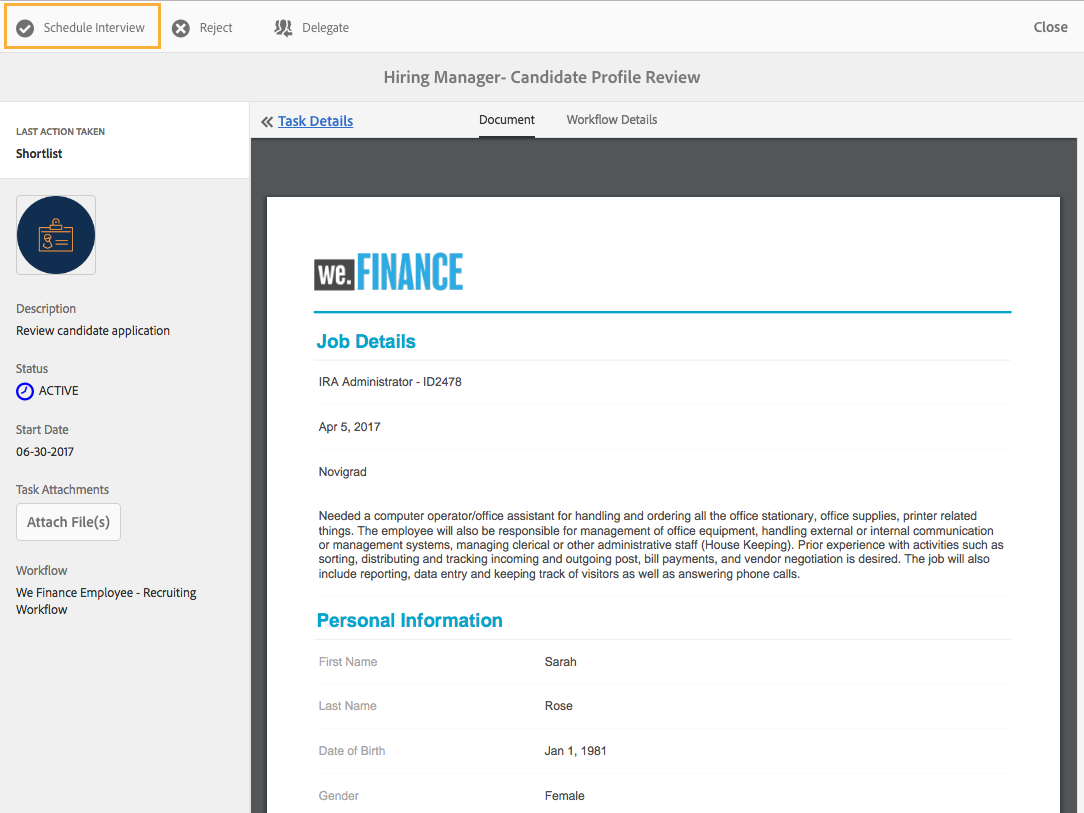 Schedule Interview
Reject
Delegate
Close
Hiring Manager- Candidate Profile Review
LAST ACTION TAKEN
Shortlist
Description
Review candidate application
Status
ACTIVE
Start Date
06-30-2017
Task Attachments
Attach File(s)
Workflow
We Finance Employee - Recruiting
Workflow
Task Details
Document
Workflow Details
we.FINANCE
Job Details
IRA Administrator - ID2478
Apr 5, 2017
Novigrad
Needed a computer operator/office assistant for handling and ordering all the office stationary, office supplies, printer related
things. The employee will also be responsible for management of office equipment, handling external or internal communication
or management systems, managing clerical or other administrative staff (House Keeping). Prior experience with activities such as
sorting, distributing and tracking incoming and outgoing post, bill payments, and vendor negotiation is desired. The job will also
include reporting, data entry and keeping track of visitors as well as answering phone calls.
Personal Information
First Name Sarah
Last Name Rose
Date of Birth Jan 1, 1981
Gender Female